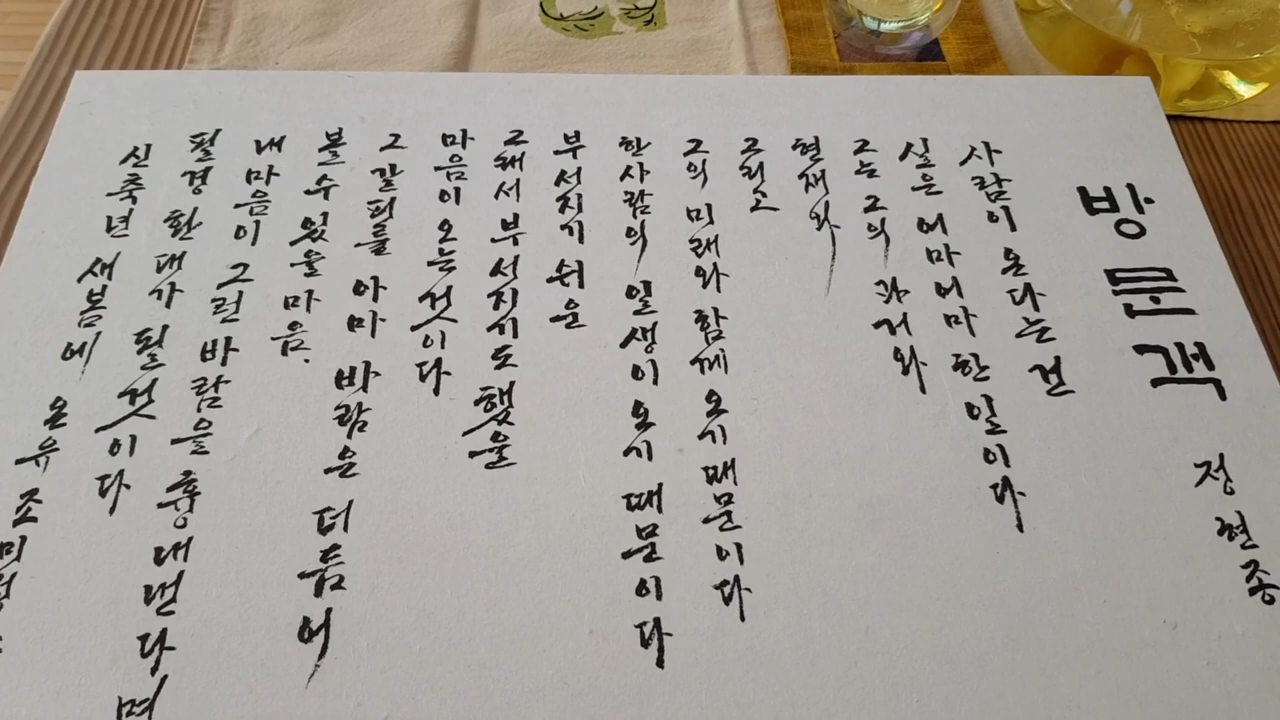 방문객
정현종
사람이 온다는 건
실은 어마어마한 일이다
그는 그의 과거와
현재와
그리고
그의 미래와 함께 오기 때문이다
한사람의 일생이 오기 때문이다
부서지기 쉬운
그래서 부서지기도 했을
마음이 오는 것이다
그 갈피를 아마 바람은 더듬어
볼 수 있을 마음.
내 마음이 그런 바람을 흉내낸다면
필경 환대가 될 것이다
신축년 새봄에 온유 조미